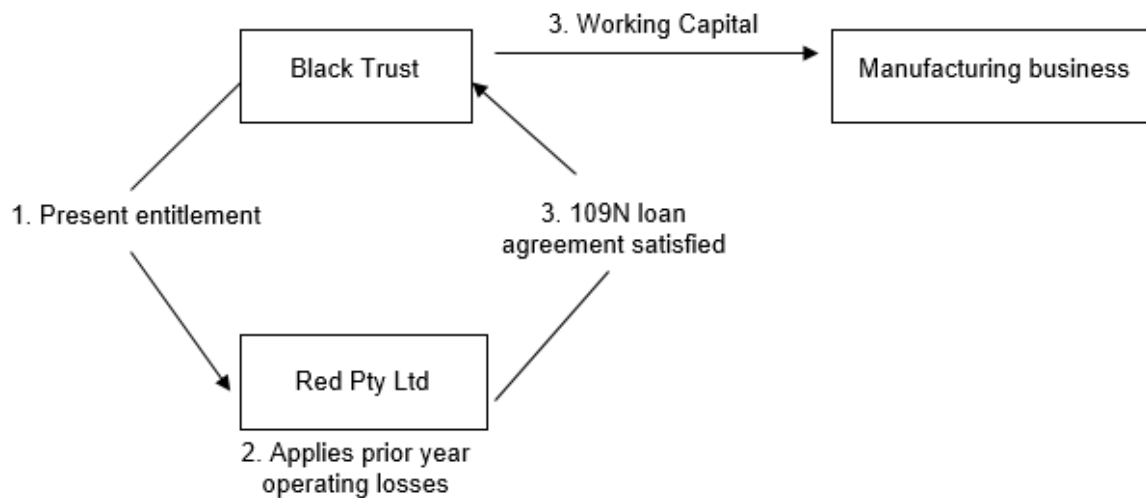 3. Working Capital
Black Trust
Manufacturing business
1. Present entitlement
3. 109N loan
agreement satisfied
Red Pty Ltd
2. Applies prior year
operating losses